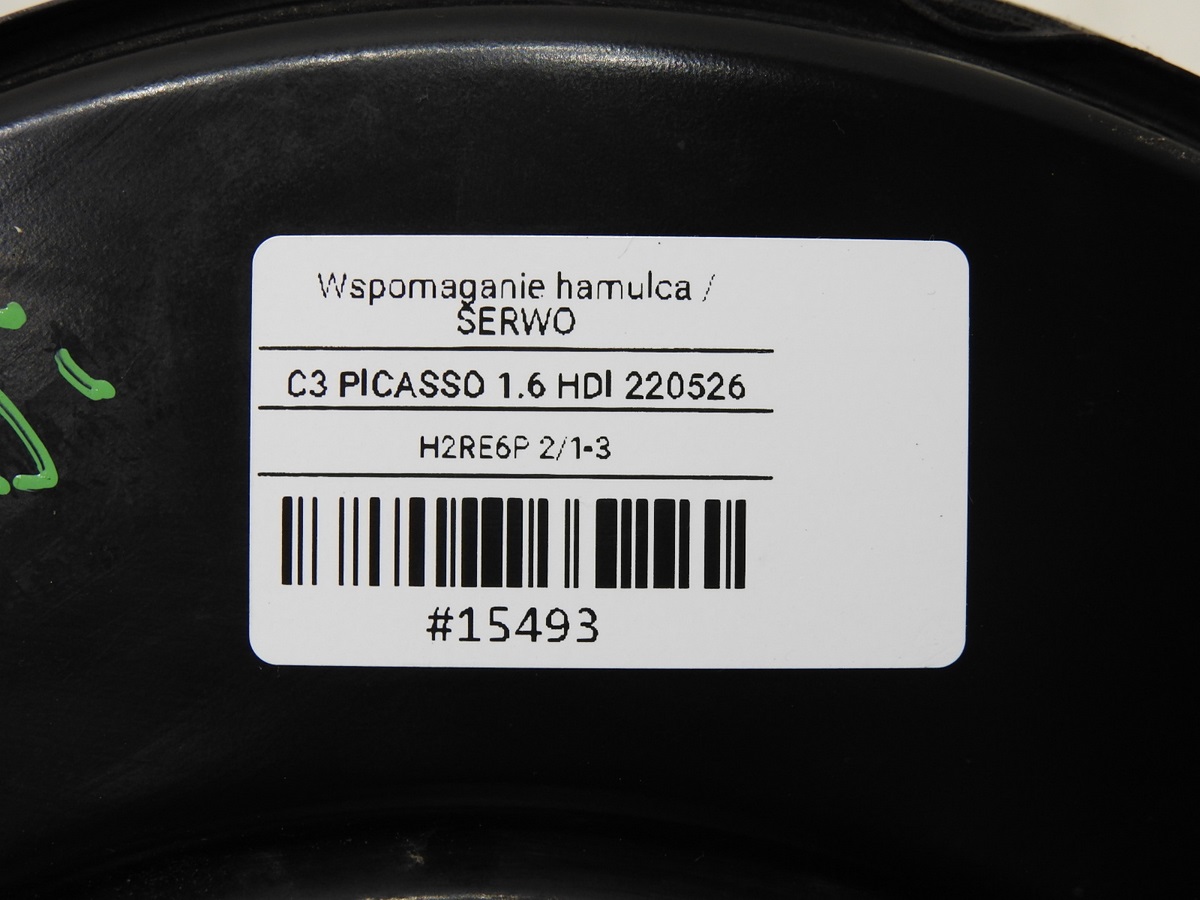 Wspomaganie hamulca /
SERWO
C3 PICASSO 1.6 HDI 220526
H2RE6P 2/1-3
#15493